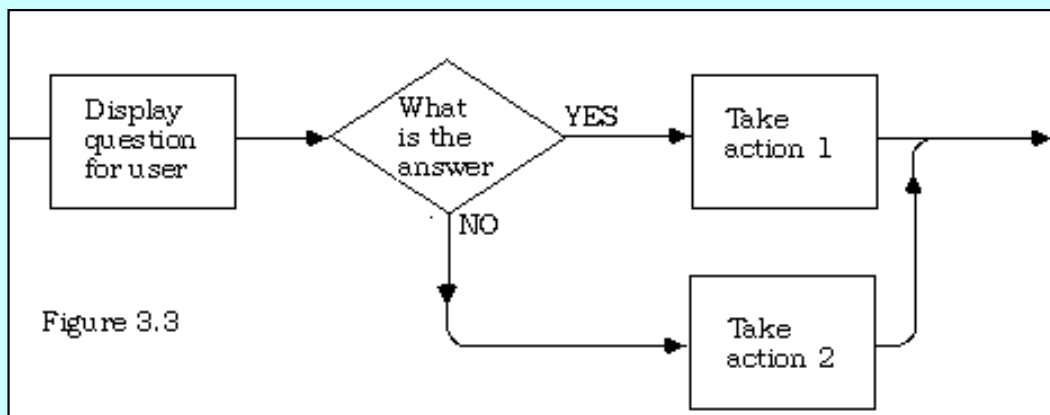 Display
question
for user
What
is the
answer
YES
Take
action 1
NO
Take
action 2
Figure 3.3